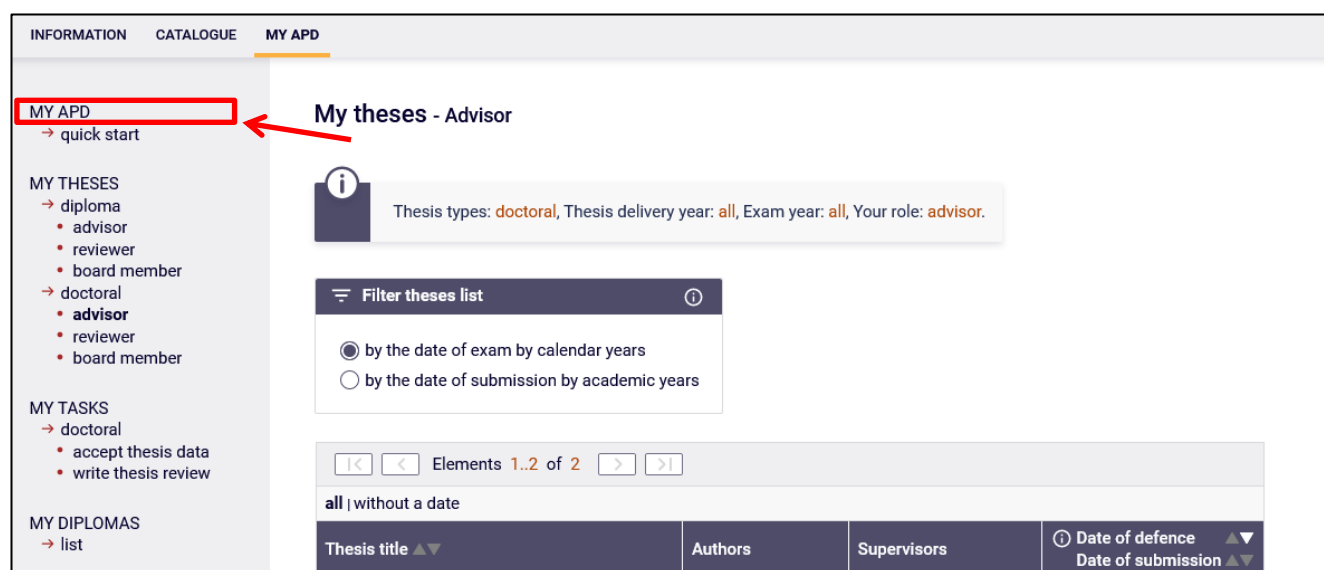 INFORMATION CATALOGUE MY APD
MY APD
quick start
MY THESES
diploma
advisor
reviewer
board member
doctoral
advisor
reviewer
board member
MY TASKS
doctoral
accept thesis data
write thesis review
MY DIPLOMAS
list
My theses - Advisor
Thesis types: doctoral, Thesis delivery year: all, Exam year: all, Your role: advisor.
Filter theses list
by the date of exam by calendar years
by the date of submission by academic years
Elements 1..2 of 2
all | without a date
Thesis title Authors Supervisors Date of defence
Date of submission